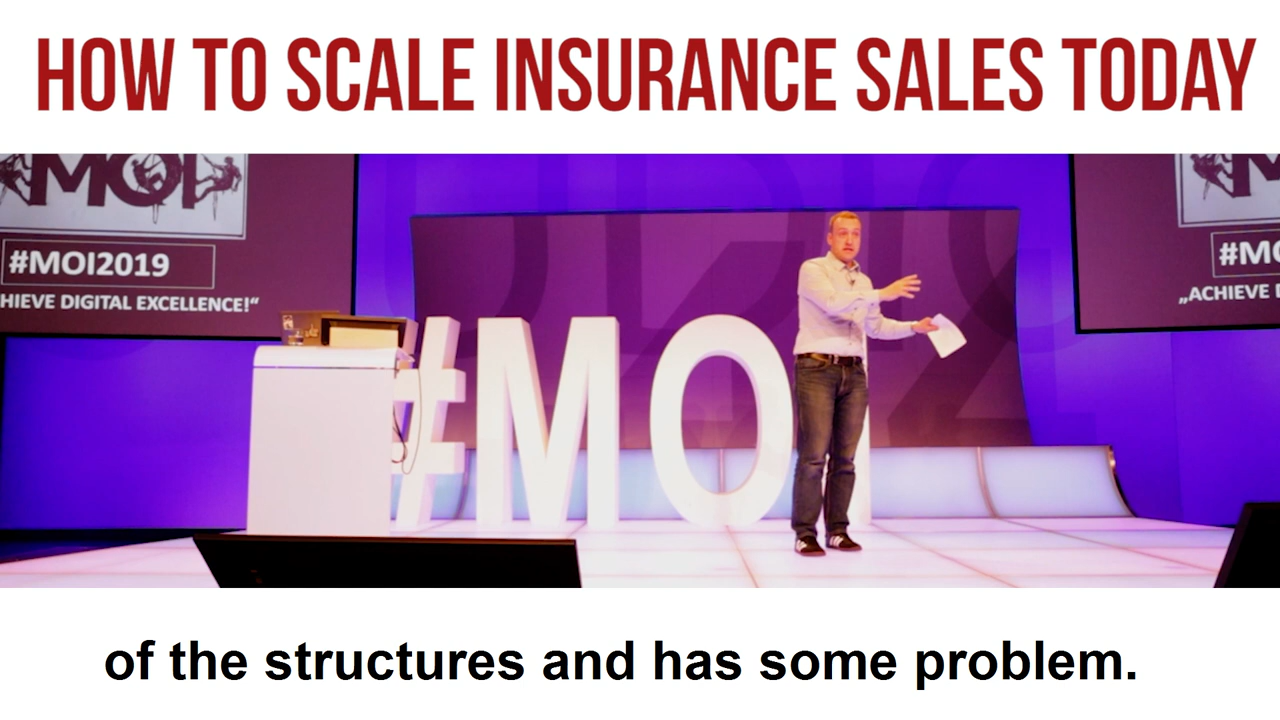 HOW TO SCALE INSURANCE SALES TODAY
MOI
#MOI2019
HIEVE DIGITAL EXCELLENCE!“
#MO
„ACHIEVE D
#MO
of the structures and has some problem.